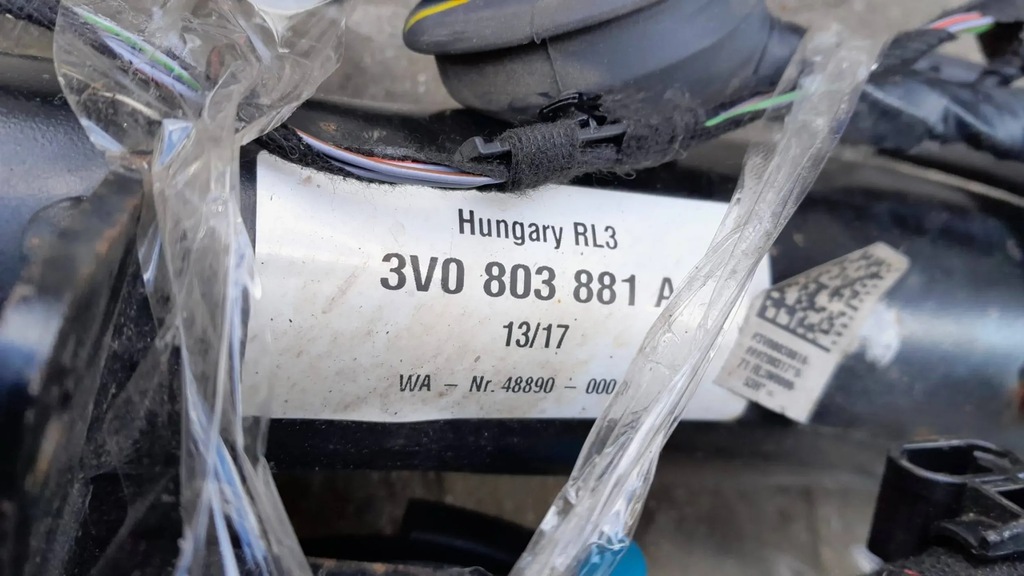 Hungary RL3
3V0 803 881 A
13/17
WA - Nr. 48890 - 000